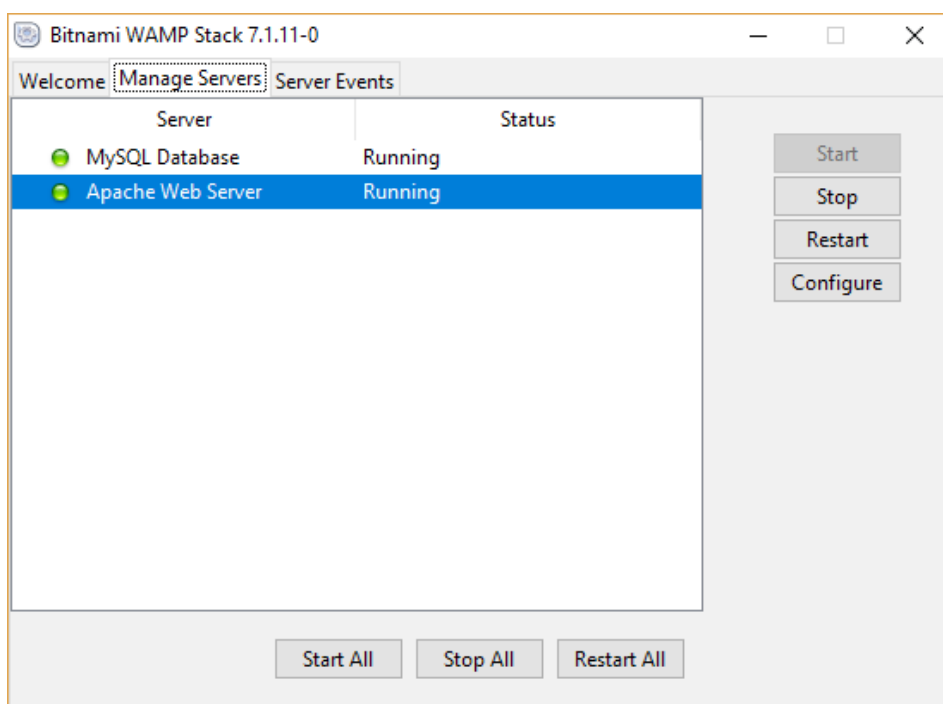 Bitnami WAMP Stack 7.1.11-0
Welcome Manage Servers Server Events
Server Status
MySQL Database Running
Apache Web Server Running
Start
Stop
Restart
Configure
Start All Stop All Restart All